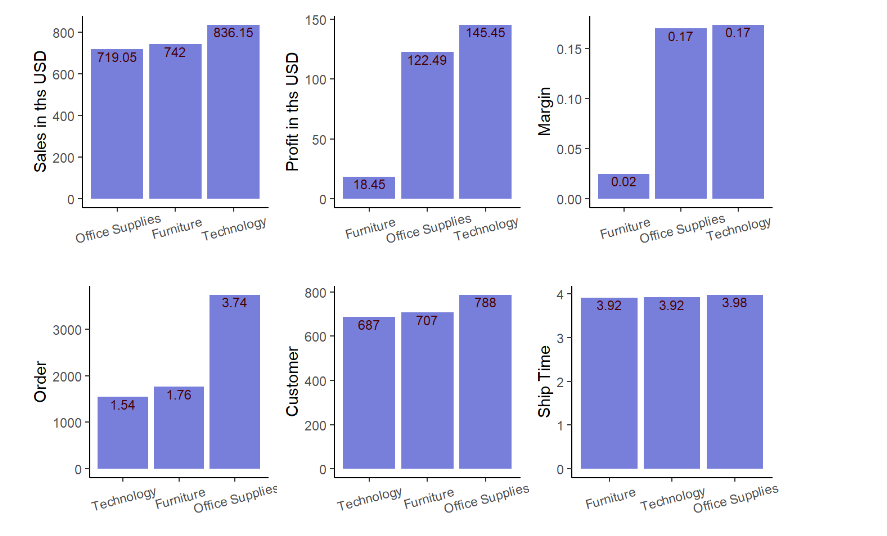 Sales in ths USD
800
600
400
200
0
719.05
742
836.15
Office Supplies
Furniture
Technology
Profit in ths USD
150
100
50
0
18.45
122.49
145.45
Furniture
Office Supplies
Technology
Margin
0.15
0.10
0.05
0.00
0.02
0.17
0.17
Furniture
Office Supplies
Technology
Order
3000
2000
1000
0
1.54
1.76
3.74
Technology
Furniture
Office Supplies
Customer
800
600
400
200
0
687
707
788
Technology
Furniture
Office Supplies
Ship Time
4
3
2
1
0
3.92
3.92
3.98
Furniture
Technology
Office Supplies